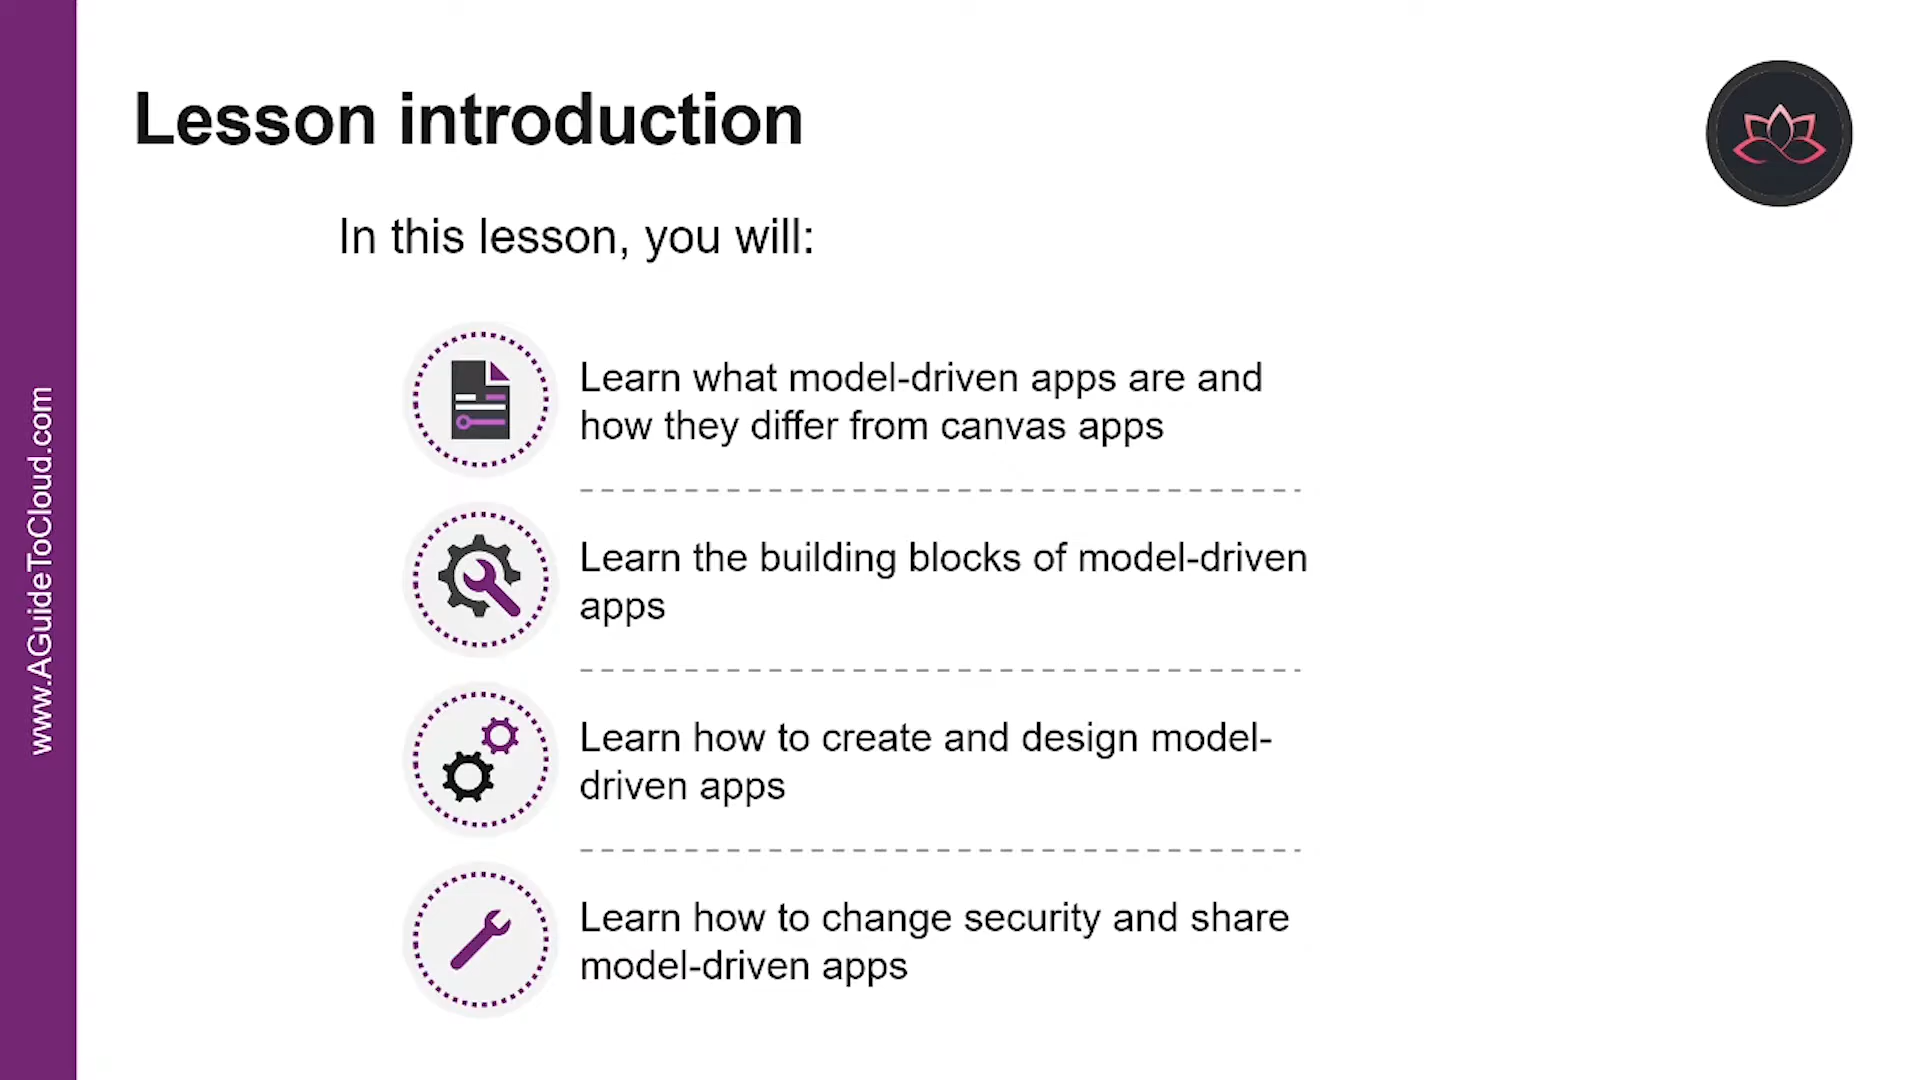 Lesson introduction
In this lesson, you will:
Learn what model-driven apps are and
how they differ from canvas apps
Learn the building blocks of model-driven
apps
Learn how to create and design model-
driven apps
Learn how to change security and share
model-driven apps
www.AGuideToCloud.com